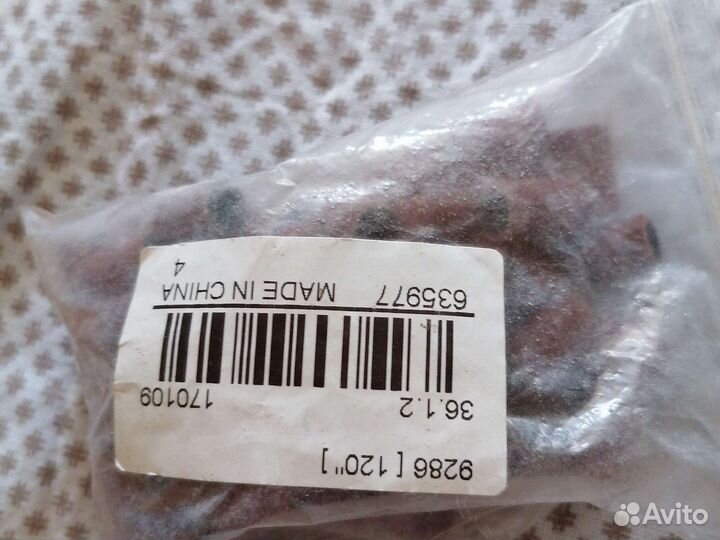 9286 [ 120" ]
36.1.2 170109
635977 MADE IN CHINA
4
Avito